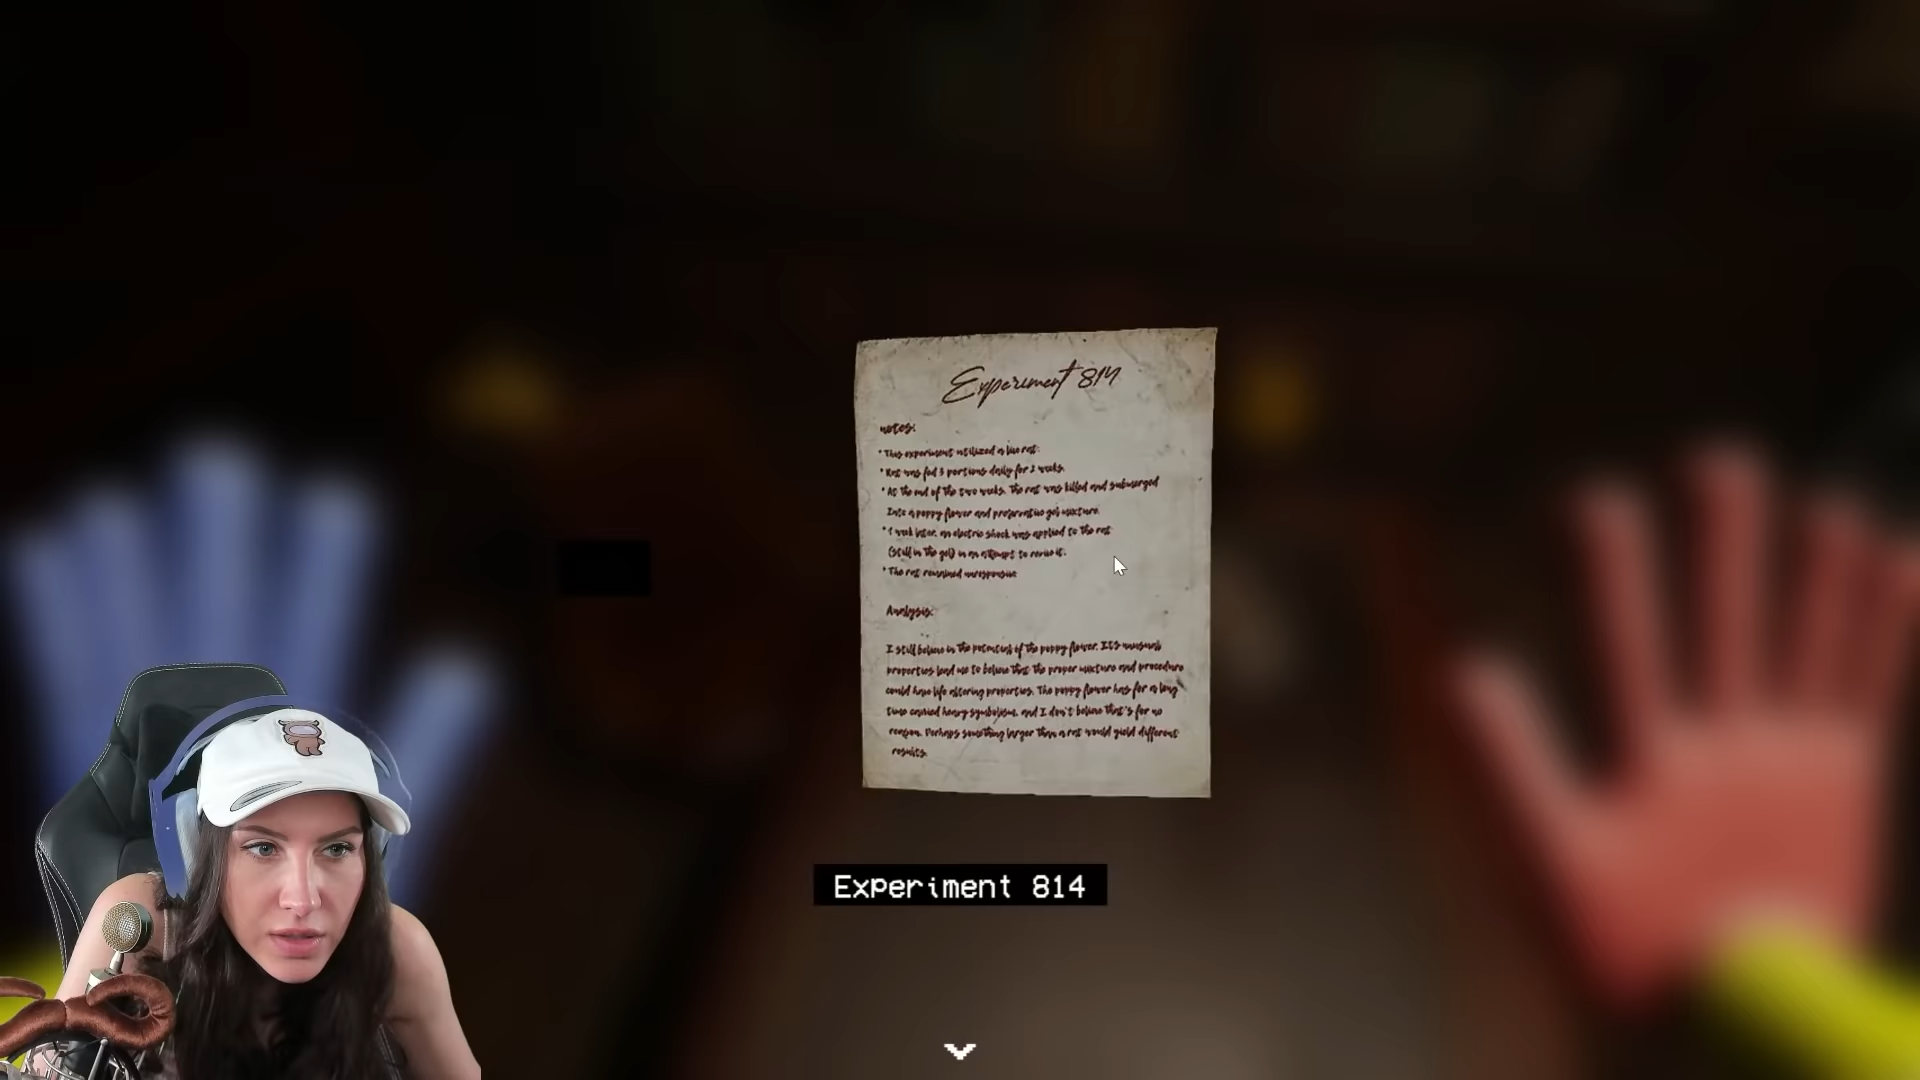 Experiment 814
notes:
* This experiment utilized a live rat.
* Rat was fed 3 portions daily for 2 weeks.
* At the end of the two weeks, the rat was killed and submerged
Into a poppy flower and preservative gel mixture.
* 1 week later, an electric shock was applied to the rat
(still in the gel) in an attempt to revive it.
* The rat remained unresponsive
Analysis:
I still believe in the potential of the poppy flower. It's unusual
properties lead me to believe that the proper mixture and procedure
could have life altering properties. The poppy flower has for a long
time carried heavy symbolism, and I don't believe that's for no
reason. Perhaps something larger than a rat would yield different
results.
Experiment 814